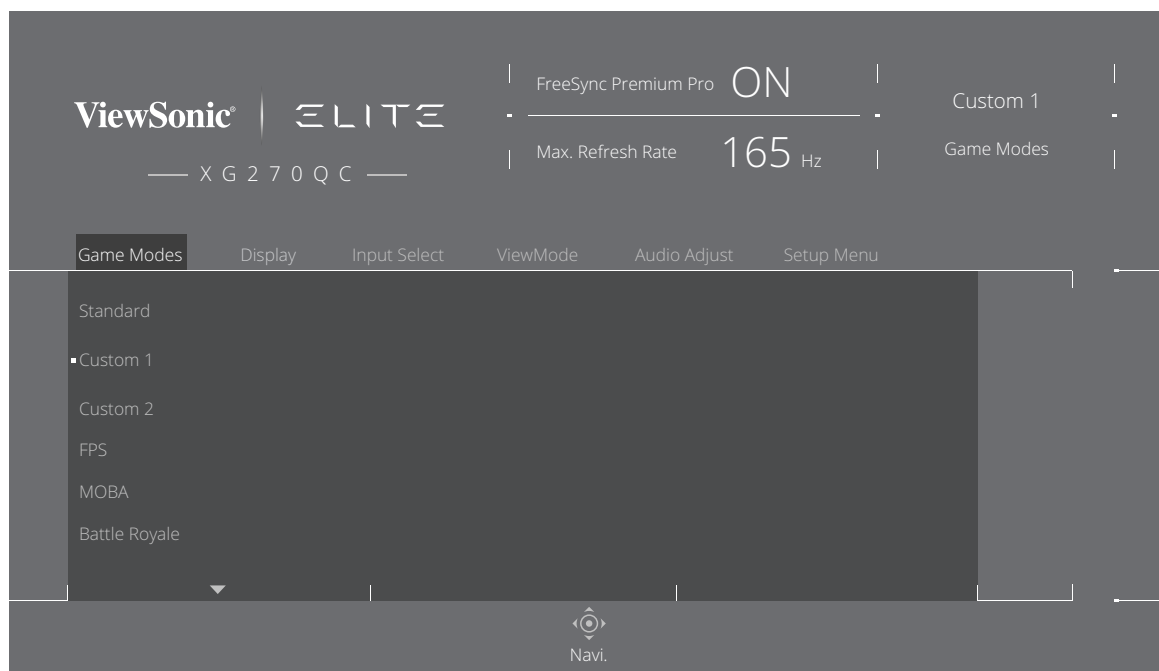 ViewSonic® ELITE
XG270QC
FreeSync Premium Pro ON
Max. Refresh Rate 165 Hz
Custom 1
Game Modes
Game Modes Display Input Select ViewMode Audio Adjust Setup Menu
Standard
Custom 1
Custom 2
FPS
MOBA
Battle Royale
Navi.